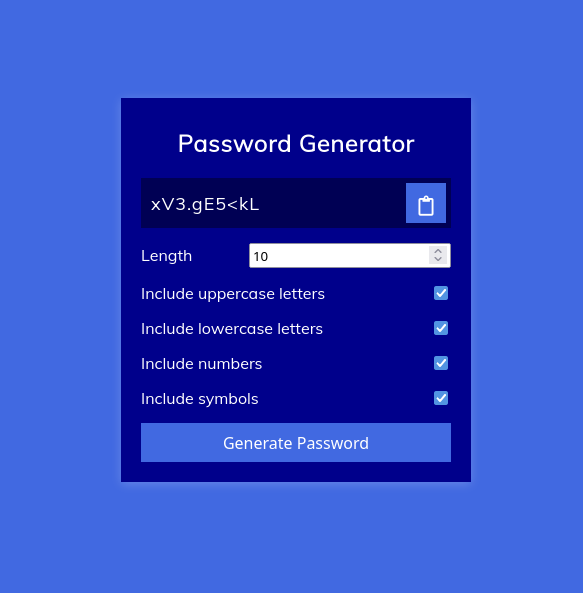 Password Generator
xV3.gE5<kL
Length 10
Include uppercase letters
Include lowercase letters
Include numbers
Include symbols
Generate Password